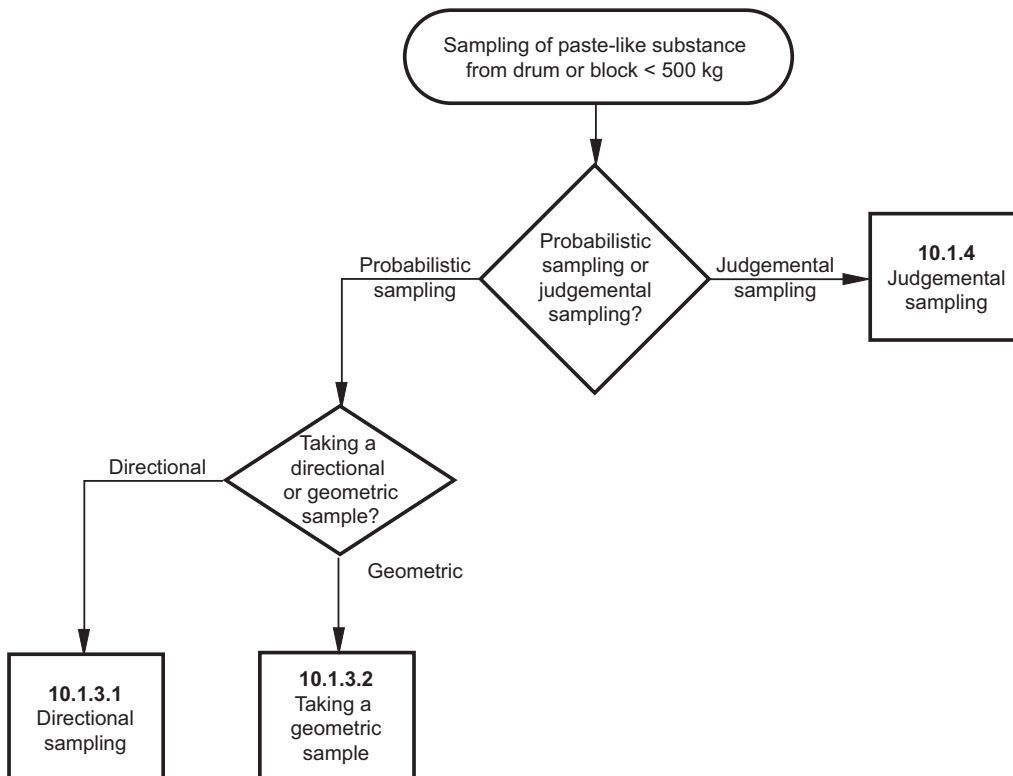 Sampling of paste-like substance
from drum or block < 500 kg
Probabilistic
sampling or
judgemental
sampling?
Probabilistic
sampling
Judgemental
sampling
10.1.4
Judgemental
sampling
Taking a
directional
or geometric
sample?
Directional
Geometric
10.1.3.1
Directional
sampling
10.1.3.2
Taking a
geometric
sample